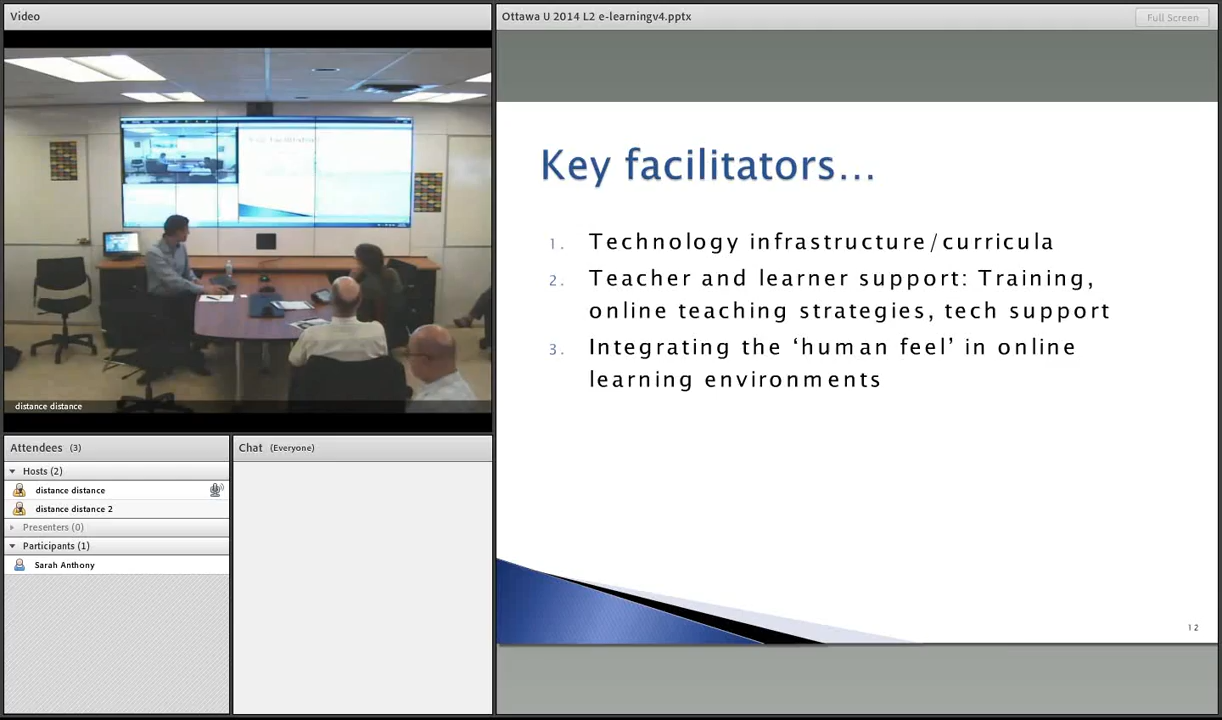 Video
Ottawa U 2014 L2 e-learningv4.pptx
Full Screen
distance distance
Attendees (3)
Hosts (2)
distance distance
distance distance 2
Presenters (0)
Participants (1)
Sarah Anthony
Chat (Everyone)
Key facilitators...
1. Technology infrastructure/curricula
2. Teacher and learner support: Training,
online teaching strategies, tech support
3. Integrating the ‘human feel’ in online
learning environments
12